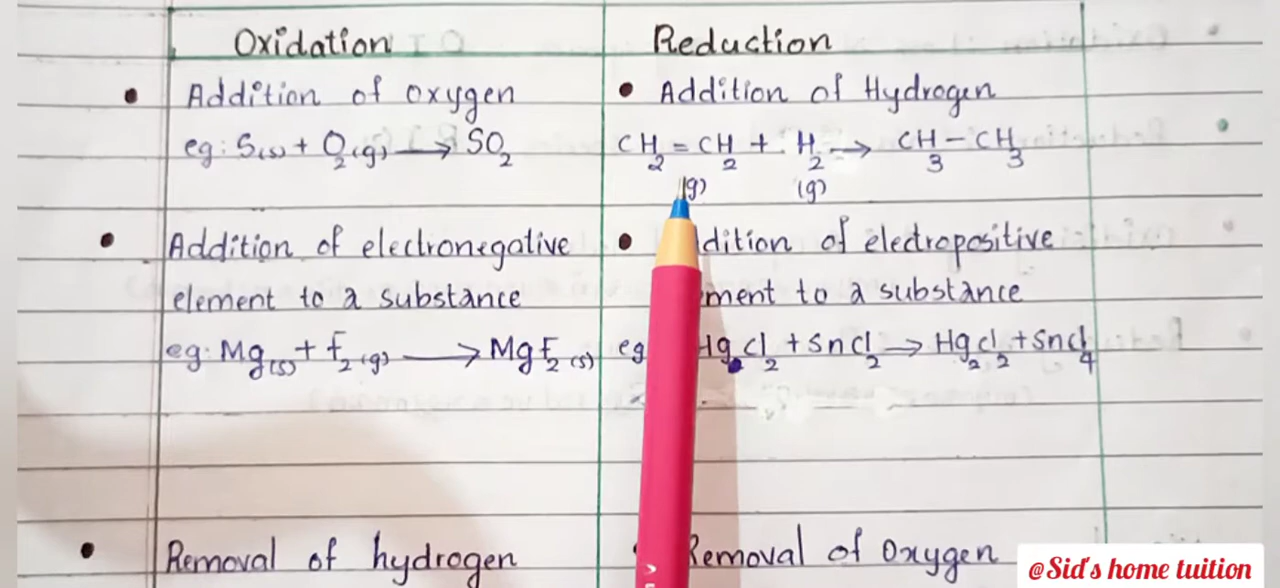 Oxidation
Reduction
• Addition of oxygen
eg: S(s) + O₂(g) ⟶ SO₂
• Addition of Hydrogen
CH₂ = CH₂ + H₂ → CH₃ – CH₃
(g) (g)
• Addition of electronegative
element to a substance
eg: Mg(s) + F₂(g) ⟶ MgF₂(s)
• dition of electropositive
ment to a substance
eg Cl₂ + SnCl₂ → Hg₂Cl₂ + SnCl₄
• Removal of hydrogen
• Removal of Oxygen
@Sid's home tuition